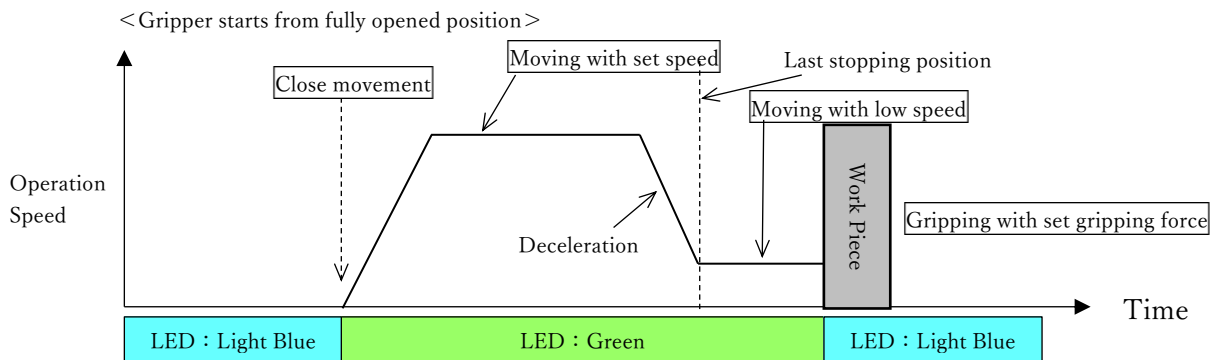 ＜Gripper starts from fully opened position＞
Moving with set speed
Last stopping position
Close movement
Moving with low speed
Operation
Speed
Work Piece
Gripping with set gripping force
Deceleration
Time
LED：Light Blue
LED：Green
LED：Light Blue